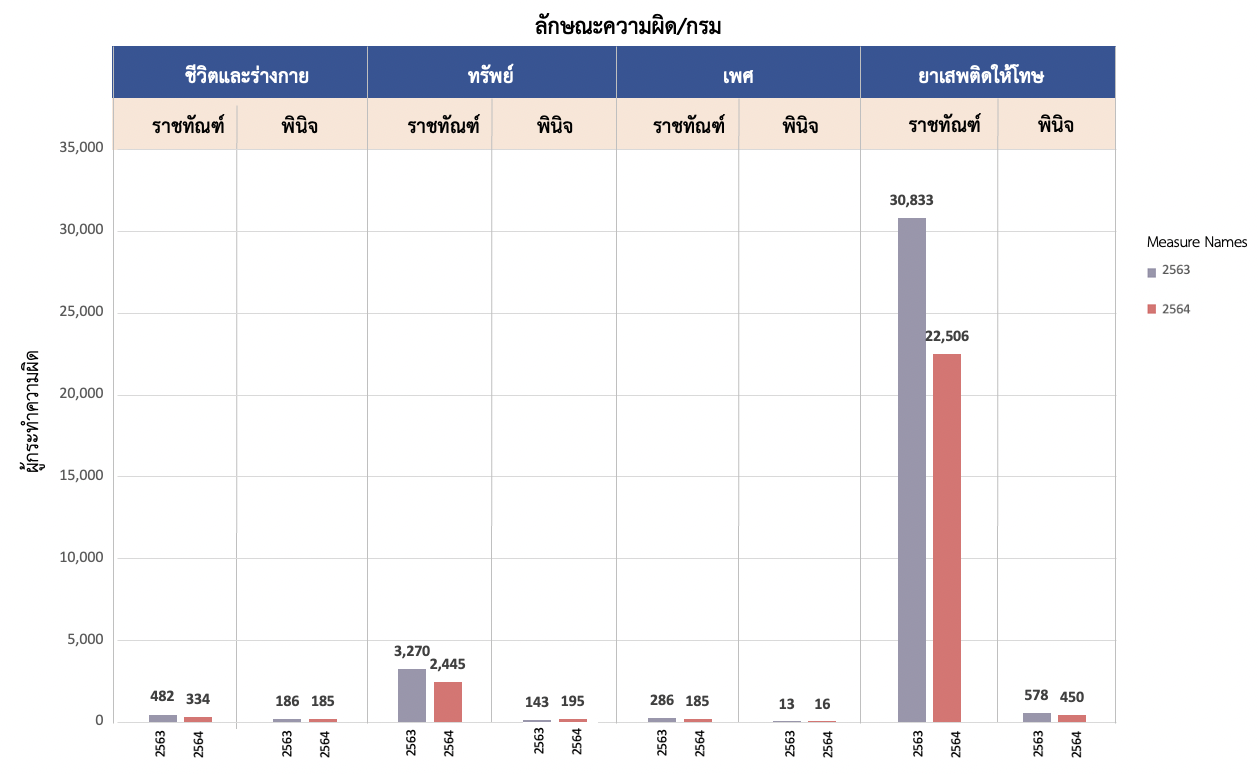 ลักษณะความผิด/กรม
ชีวิตและร่างกาย ทรัพย์ เพศ ยาเสพติดให้โทษ
ราชทัณฑ์ พินิจ ราชทัณฑ์ พินิจ ราชทัณฑ์ พินิจ ราชทัณฑ์ พินิจ
35,000
30,000
25,000
20,000
15,000
10,000
5,000
0
ผู้กระทำความผิด
482 334 186 185 3,270 2,445 143 195 286 185 13 16 30,833 22,506 578 450
2563 2564 2563 2564 2563 2564 2563 2564 2563 2564 2563 2564 2563 2564 2563 2564
Measure Names
2563
2564